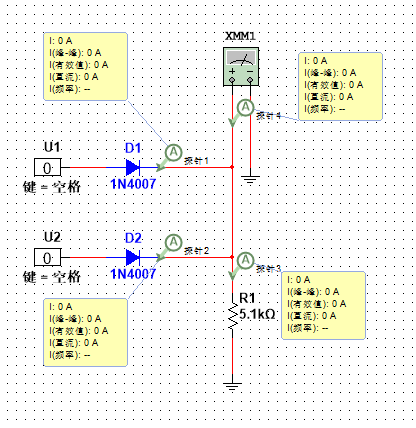 XMM1
I: 0 A
I(峰-峰): 0 A
I(有效值): 0 A
I(直流): 0 A
I(频率): --
I: 0 A
I(峰-峰): 0 A
I(有效值): 0 A
I(直流): 0 A
I(频率): --
+ -
A
探针4
U1
D1
A
探针1
0
1N4007
键 = 空格
U2
D2
A
探针2
A
探针3
0
1N4007
键 = 空格
I: 0 A
I(峰-峰): 0 A
I(有效值): 0 A
I(直流): 0 A
I(频率): --
R1
5.1kΩ
I: 0 A
I(峰-峰): 0 A
I(有效值): 0 A
I(直流): 0 A
I(频率): --